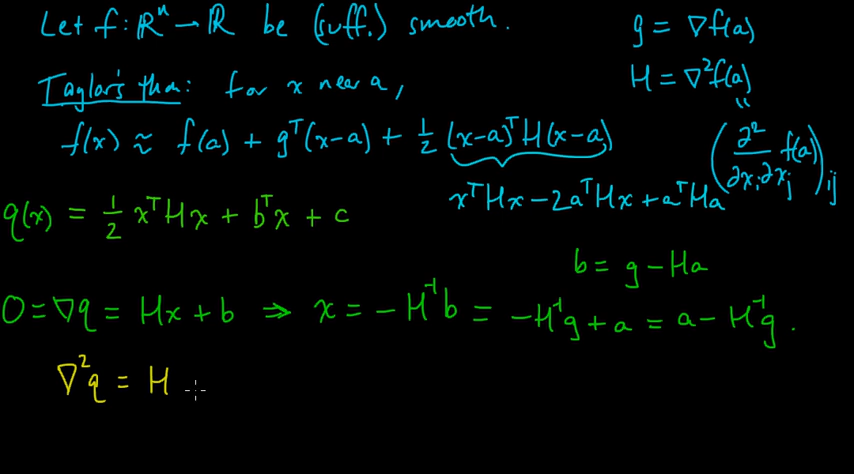 Let f: ℝⁿ → ℝ be (suff.) smooth.
g = ∇f(a)
H = ∇²f(a)
Taylor's thm: For x near a,
"
f(x) ≈ f(a) + gᵀ(x-a) + ½ (x-a)ᵀH(x-a)
(∂²/∂xᵢ∂xⱼ f(a))ᵢⱼ
xᵀHx - 2aᵀHx + aᵀHa
q(x) = ½ xᵀHx + bᵀx + c
b = g - Ha
0 = ∇q = Hx + b ⇒ x = -H⁻¹b = -H⁻¹g + a = a - H⁻¹g.
∇²q = H